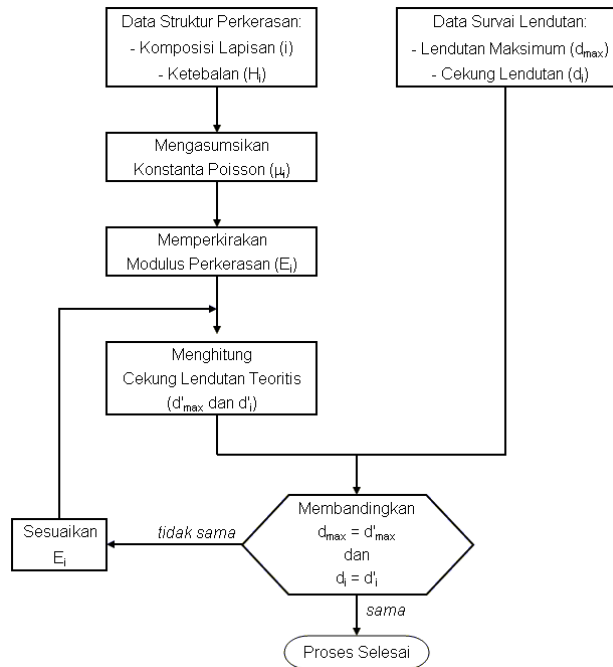 Data Struktur Perkerasan:
- Komposisi Lapisan (i)
- Ketebalan (Hi)
Data Survai Lendutan:
- Lendutan Maksimum (dmax)
- Cekung Lendutan (di)
Mengasumsikan
Konstanta Poisson (μi)
Memperkirakan
Modulus Perkerasan (Ei)
Menghitung
Cekung Lendutan Teoritis
(d'max dan d'i)
Membandingkan
dmax = d'max
dan
di = d'i
tidak sama
Sesuaikan
Ei
sama
Proses Selesai